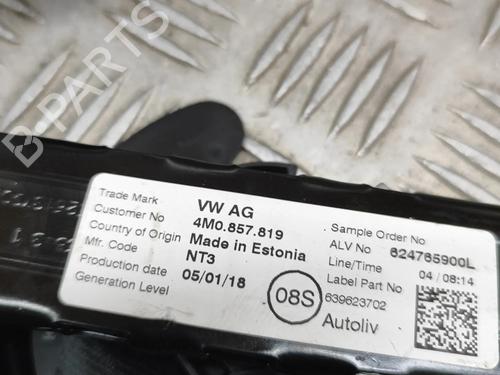 Trade Mark VW AG
Customer No 4M0.857.819
Country of Origin Made in Estonia
Mfr. Code NT3
Production Date 05/01/18
Generation Level
08S
Sample Order No
ALV No 624765900L
Line/Time 04 / 08:14
Label Part No
639623702
Autoliv
B PARTS